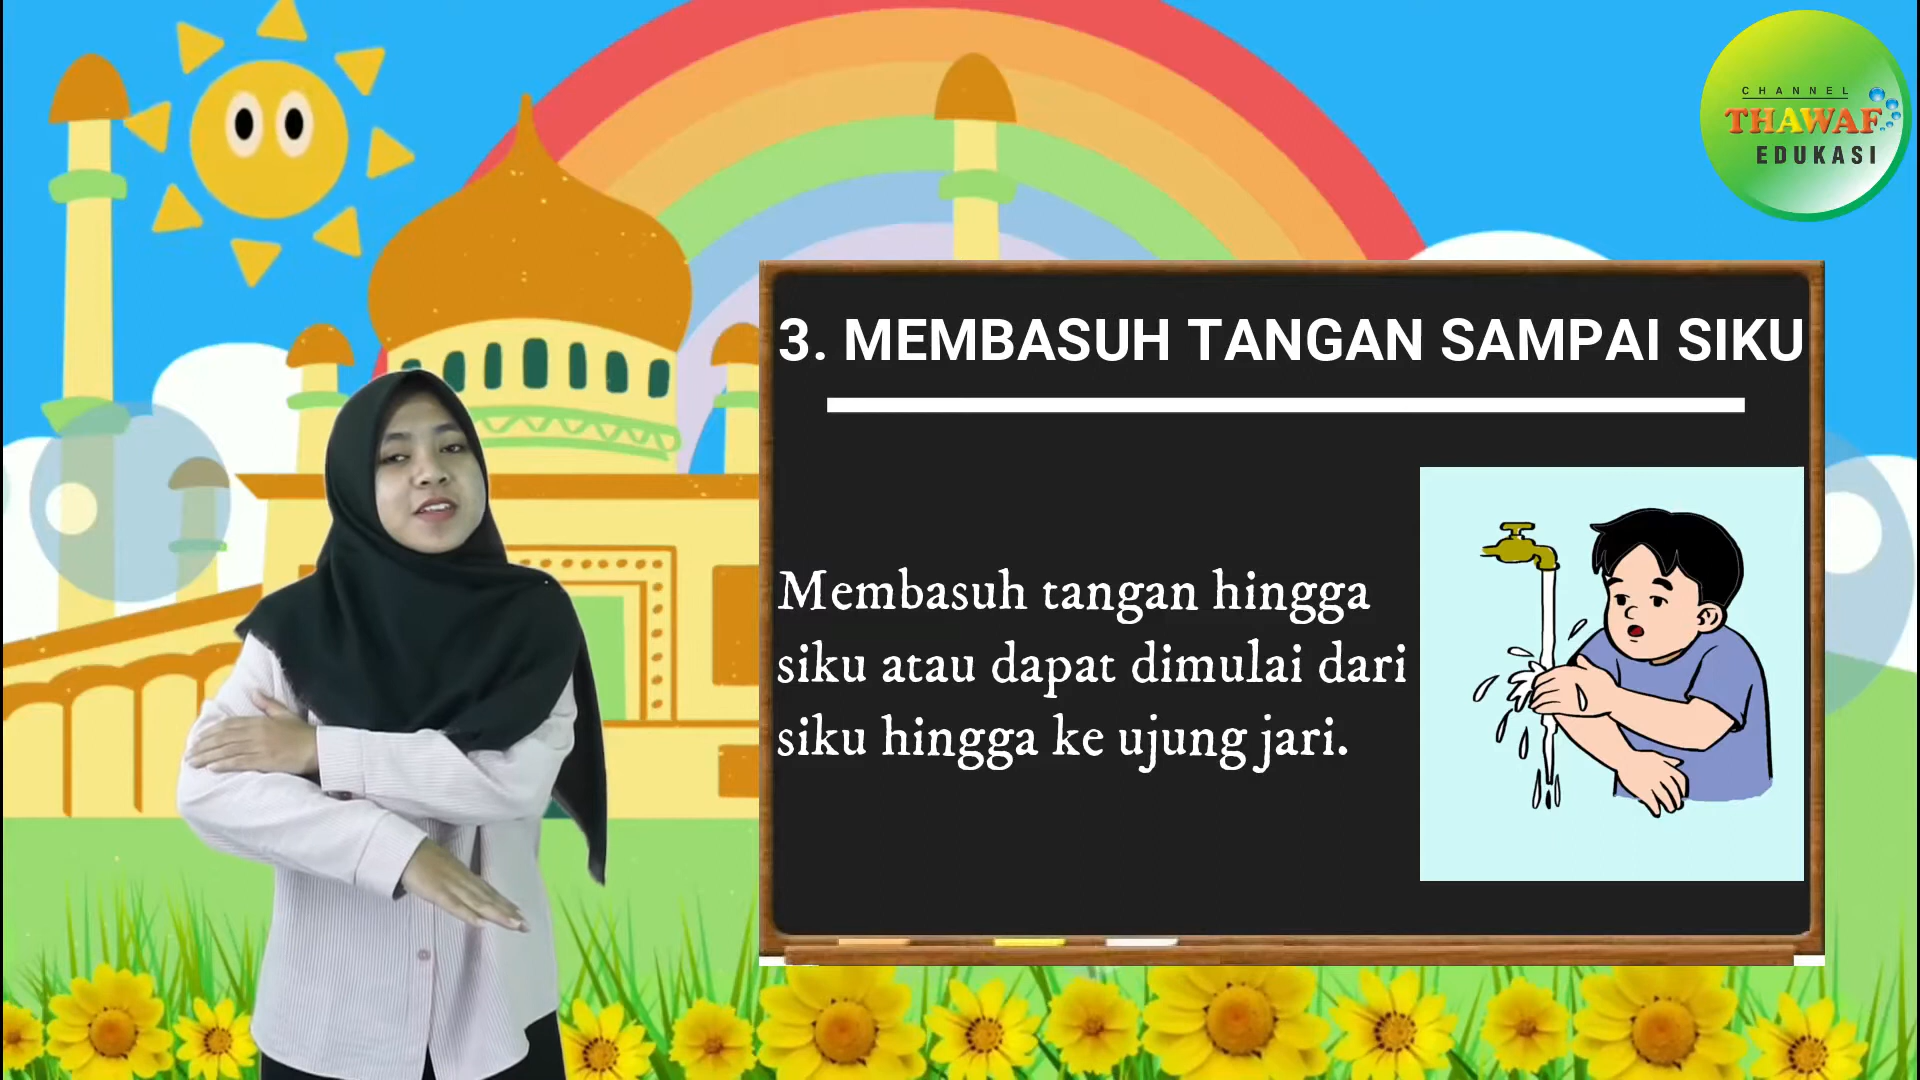 CHANNEL
THAWAF
EDUKASI
3. MEMBASUH TANGAN SAMPAI SIKU
Membasuh tangan hingga
siku atau dapat dimulai dari
siku hingga ke ujung jari.